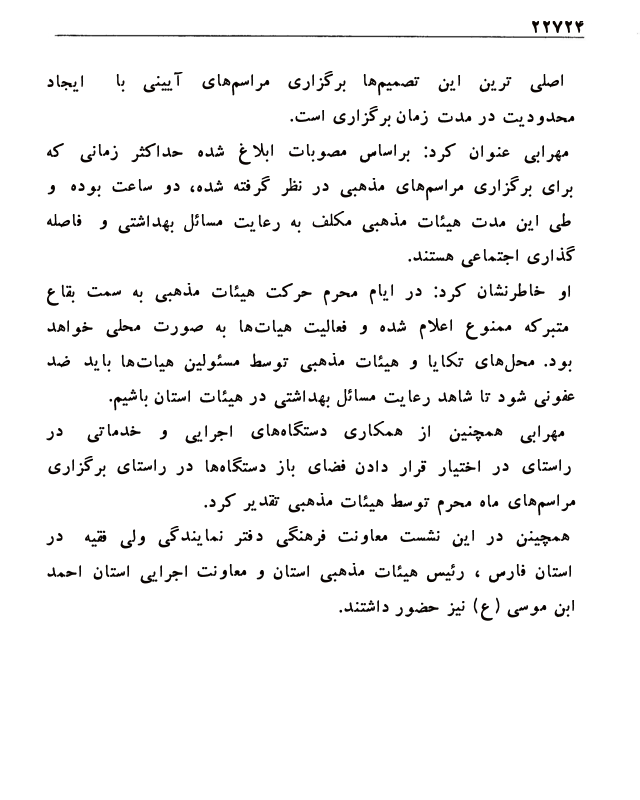 ۲۲۷۲۴
اصلی ترین این تصمیم‌ها برگزاری مراسم‌های آیینی با ایجاد
محدودیت در مدت زمان برگزاری است.
مهرابی عنوان کرد: براساس مصوبات ابلاغ شده حداکثر زمانی که
برای برگزاری مراسم‌های مذهبی در نظر گرفته شده، دو ساعت بوده و
طی این مدت هیئات مذهبی مکلف به رعایت مسائل بهداشتی و فاصله
گذاری اجتماعی هستند.
او خاطرنشان کرد: در ایام محرم حرکت هیئات مذهبی به سمت بقاع
متبرکه ممنوع اعلام شده و فعالیت هیات‌ها به صورت محلی خواهد
بود. محل‌های تکایا و هیئات مذهبی توسط مسئولین هیات‌ها باید ضد
عفونی شود تا شاهد رعایت مسائل بهداشتی در هیئات استان باشیم.
مهرابی همچنین از همکاری دستگاه‌های اجرایی و خدماتی در
راستای در اختیار قرار دادن فضای باز دستگاه‌ها در راستای برگزاری
مراسم‌های ماه محرم توسط هیئات مذهبی تقدیر کرد.
همچینن در این نشست معاونت فرهنگی دفتر نمایندگی ولی فقیه در
استان فارس ، رئیس هیئات مذهبی استان و معاونت اجرایی استان احمد
ابن موسی (ع) نیز حضور داشتند.